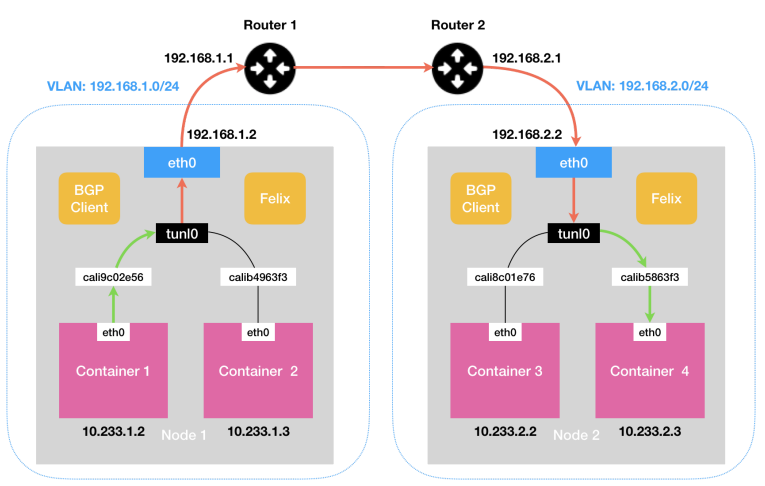 Router 1
Router 2
192.168.1.1
192.168.2.1
VLAN: 192.168.1.0/24
VLAN: 192.168.2.0/24
192.168.1.2
192.168.2.2
eth0
eth0
BGP
Client
Felix
BGP
Client
Felix
tunl0
tunl0
cali9c02e56
calib4963f3
cali8c01e76
calib5863f3
eth0
eth0
eth0
eth0
Container 1
Container 2
Container 3
Container 4
10.233.1.2
Node 1
10.233.1.3
10.233.2.2
Node 2
10.233.2.3